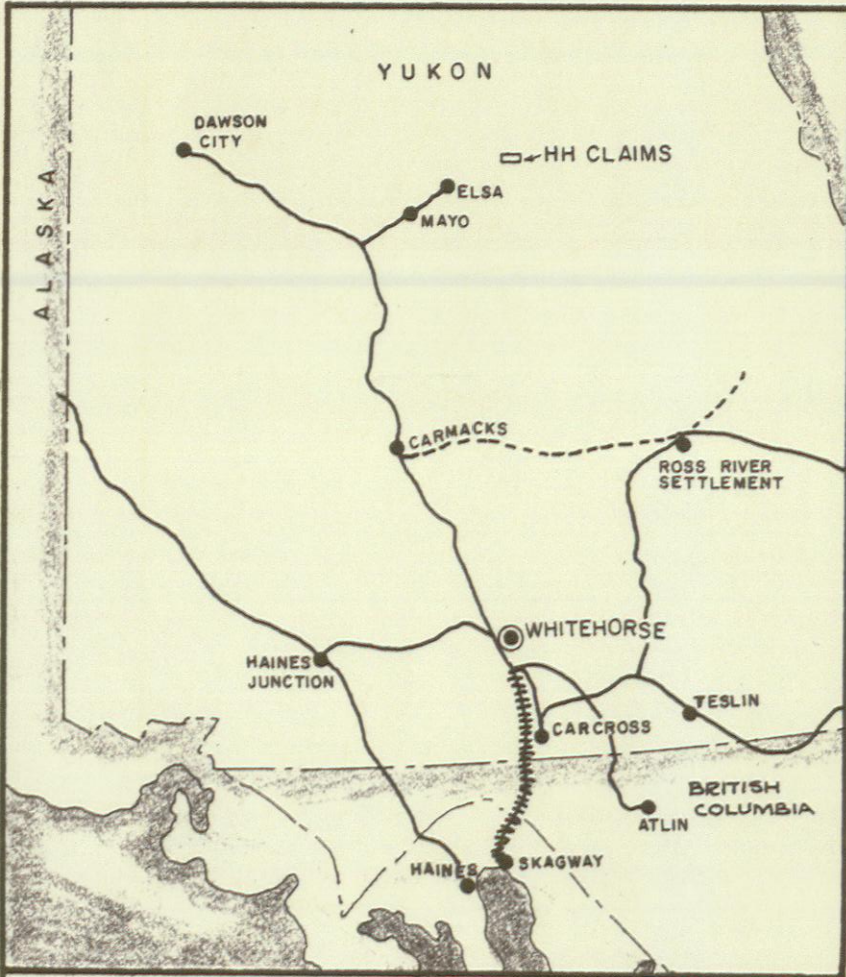 YUKON
DAWSON
CITY
HH CLAIMS
ELSA
MAYO
ALASKA
CARMACKS
ROSS RIVER
SETTLEMENT
WHITEHORSE
HAINES
JUNCTION
TESLIN
CARCROSS
BRITISH
COLUMBIA
ATLIN
SKAGWAY
HAINES